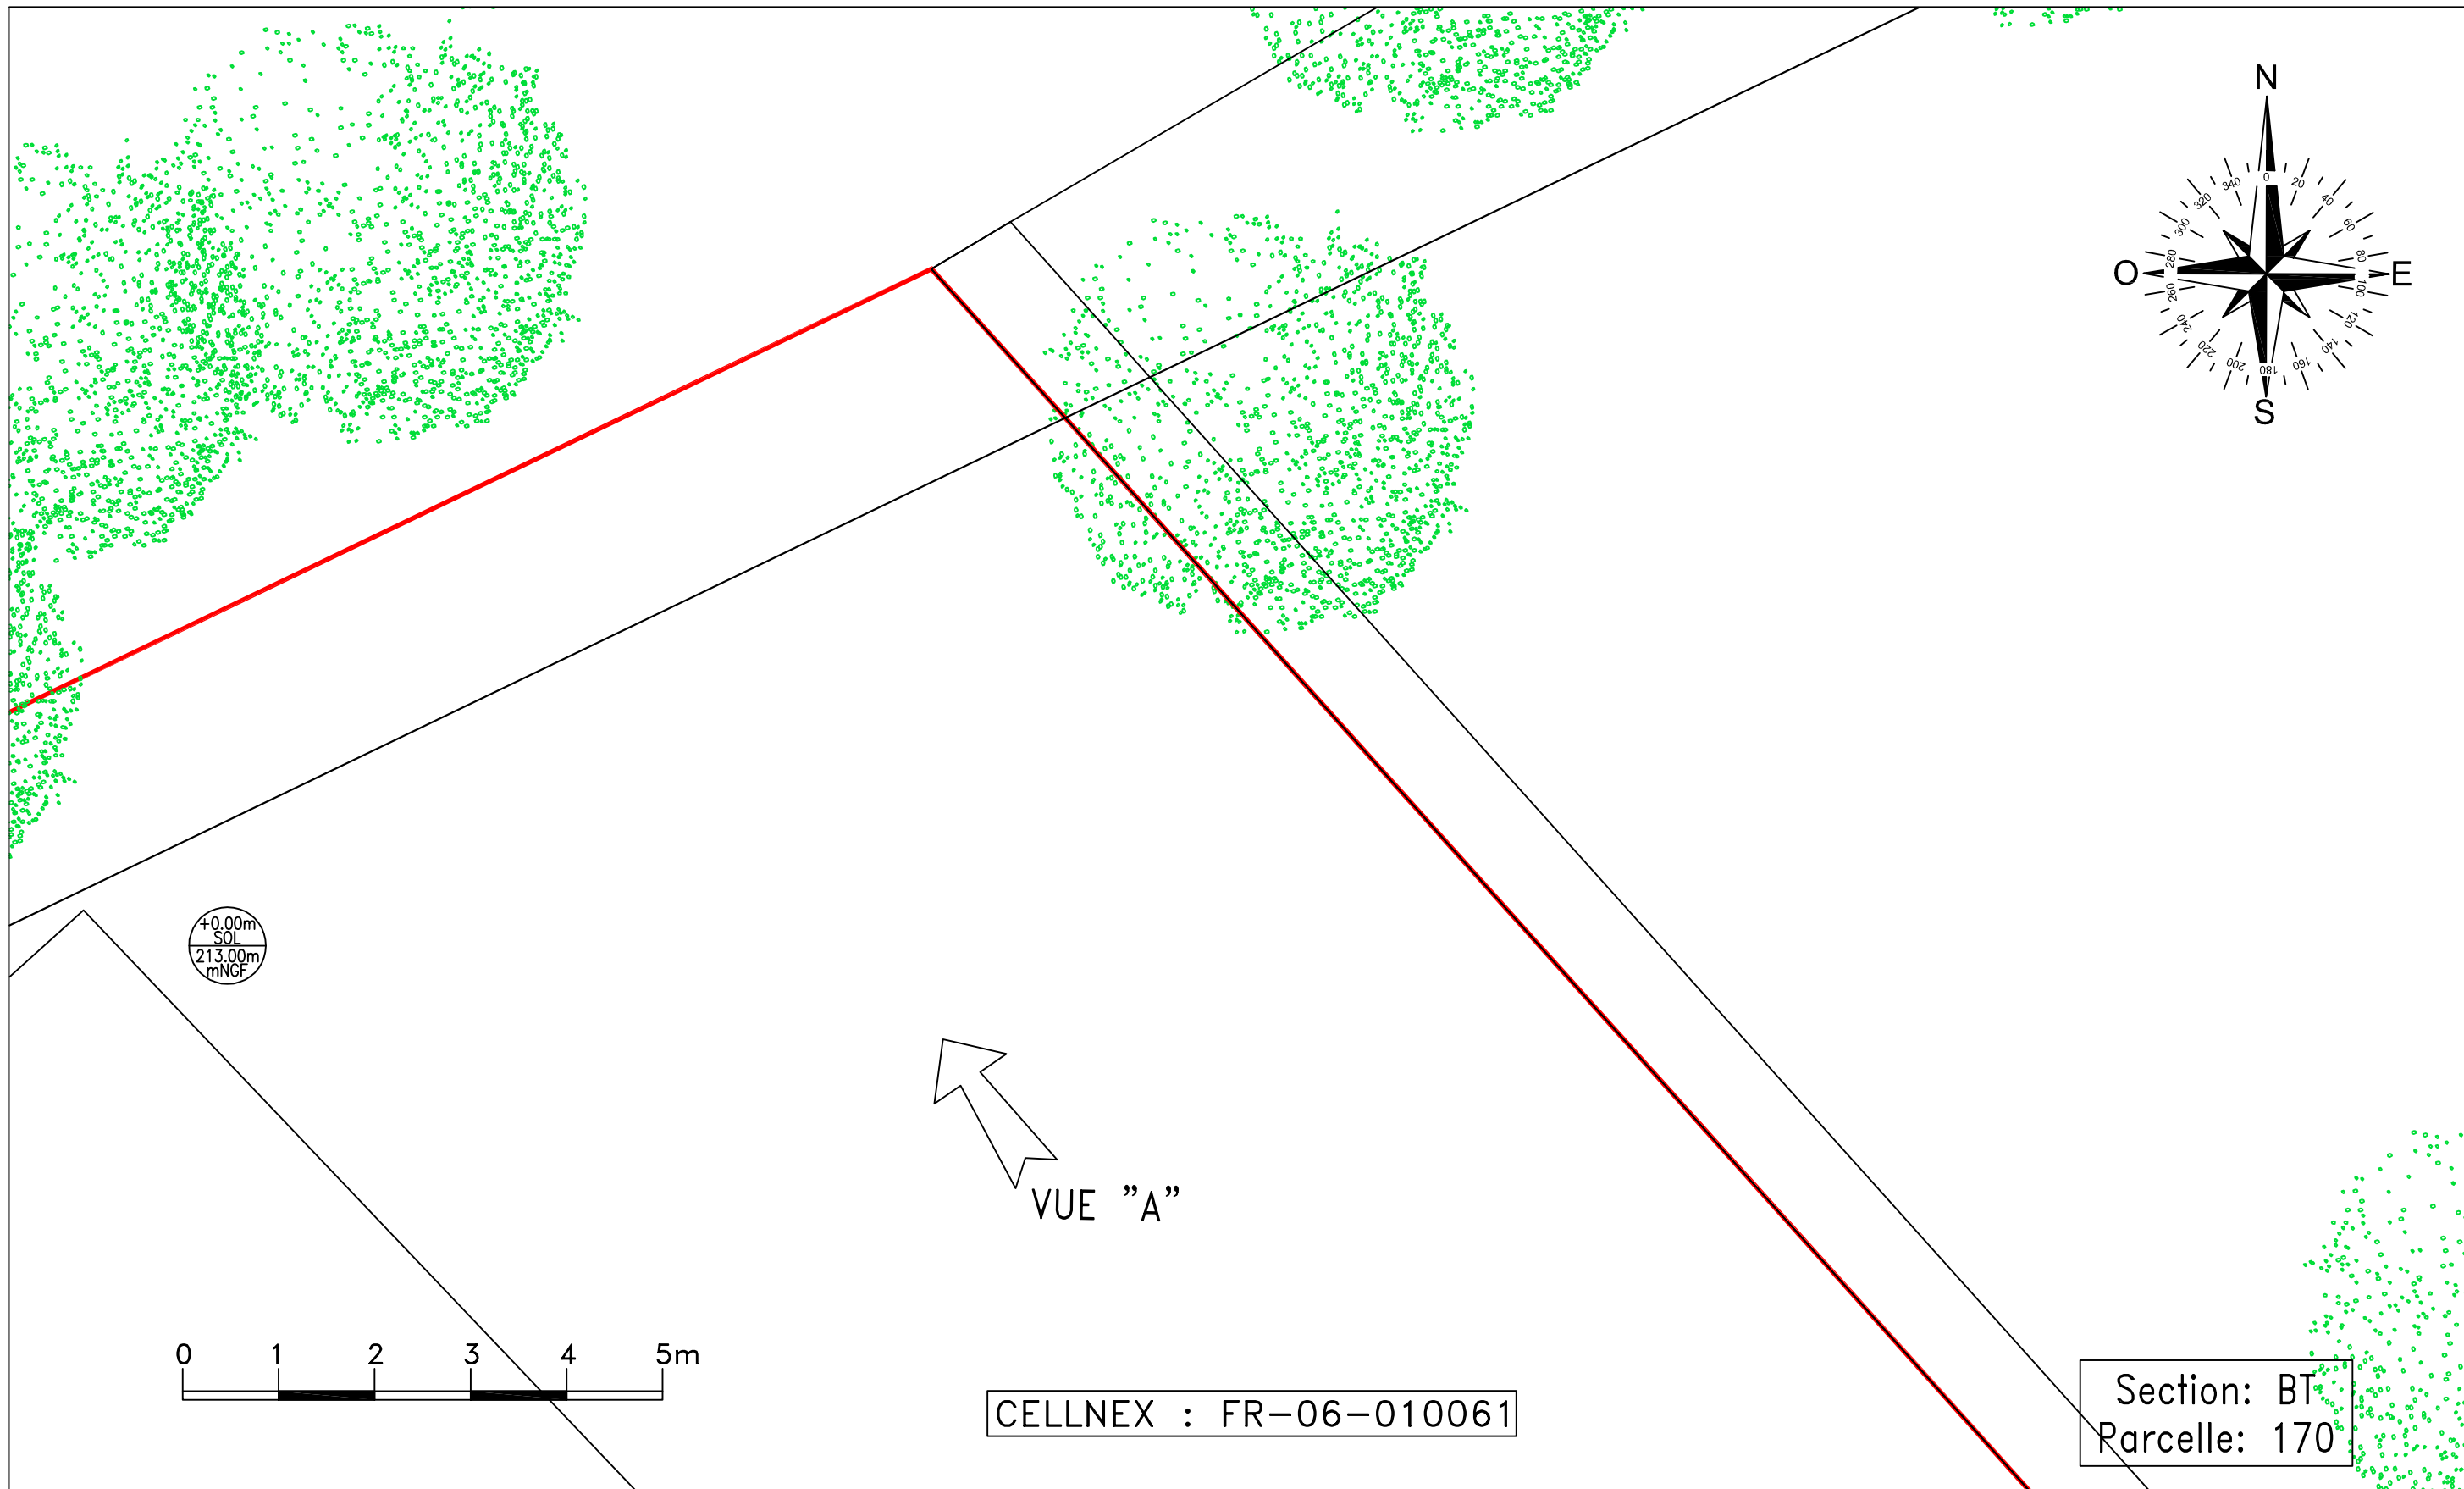 N
0
20
40
60
80
100
120
140
160
180
200
220
240
260
280
300
320
340
O
E
S
+0.00m
SOL
213.00m
mNGF
VUE "A"
0 1 2 3 4 5m
CELLNEX : FR-06-010061
Section: BT
Parcelle: 170